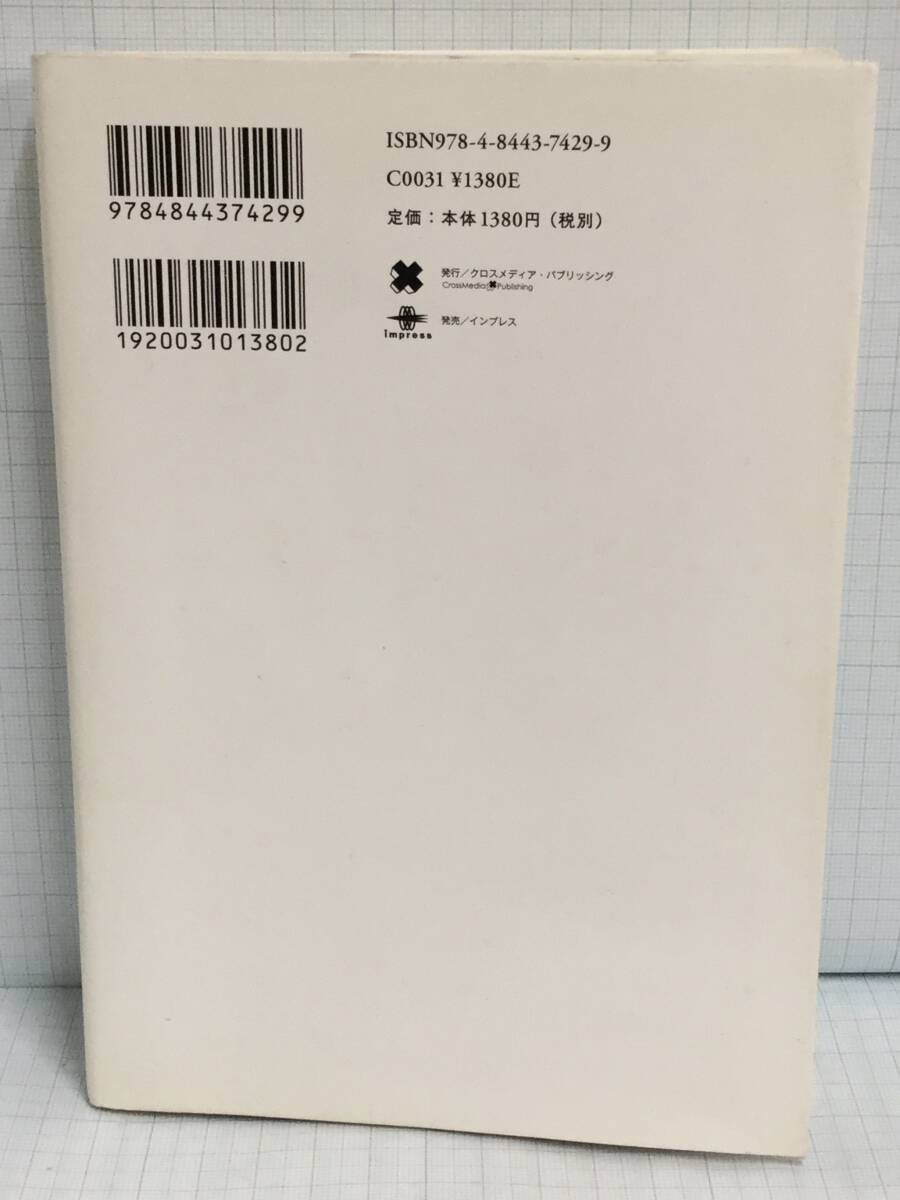 9784844374299
1920031013802
ISBN978-4-8443-7429-9
C0031 ¥1380E
定価：本体1380円（税別）
発行／クロスメディア・パブリッシング
CrossMedia Publishing
impress
発売／インプレス